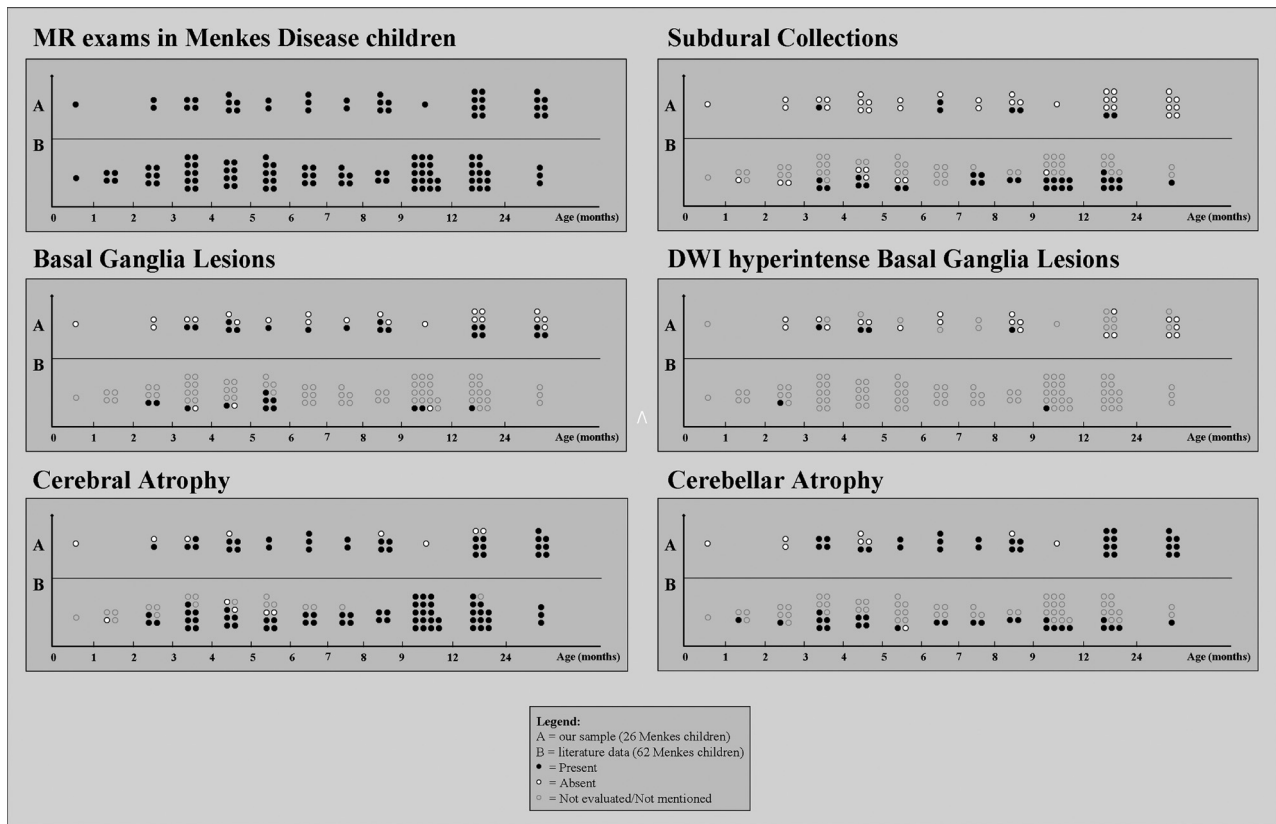 MR exams in Menkes Disease children
A
B
0 1 2 3 4 5 6 7 8 9 12 24 Age (months)
Subdural Collections
A
B
0 1 2 3 4 5 6 7 8 9 12 24 Age (months)
Basal Ganglia Lesions
A
B
0 1 2 3 4 5 6 7 8 9 12 24 Age (months)
DWI hyperintense Basal Ganglia Lesions
A
B
0 1 2 3 4 5 6 7 8 9 12 24 Age (months)
Cerebral Atrophy
A
B
0 1 2 3 4 5 6 7 8 9 12 24 Age (months)
Cerebellar Atrophy
A
B
0 1 2 3 4 5 6 7 8 9 12 24 Age (months)
Legend:
A = our sample (26 Menkes children)
B = literature data (62 Menkes children)
● = Present
○ = Absent
○ = Not evaluated/Not mentioned